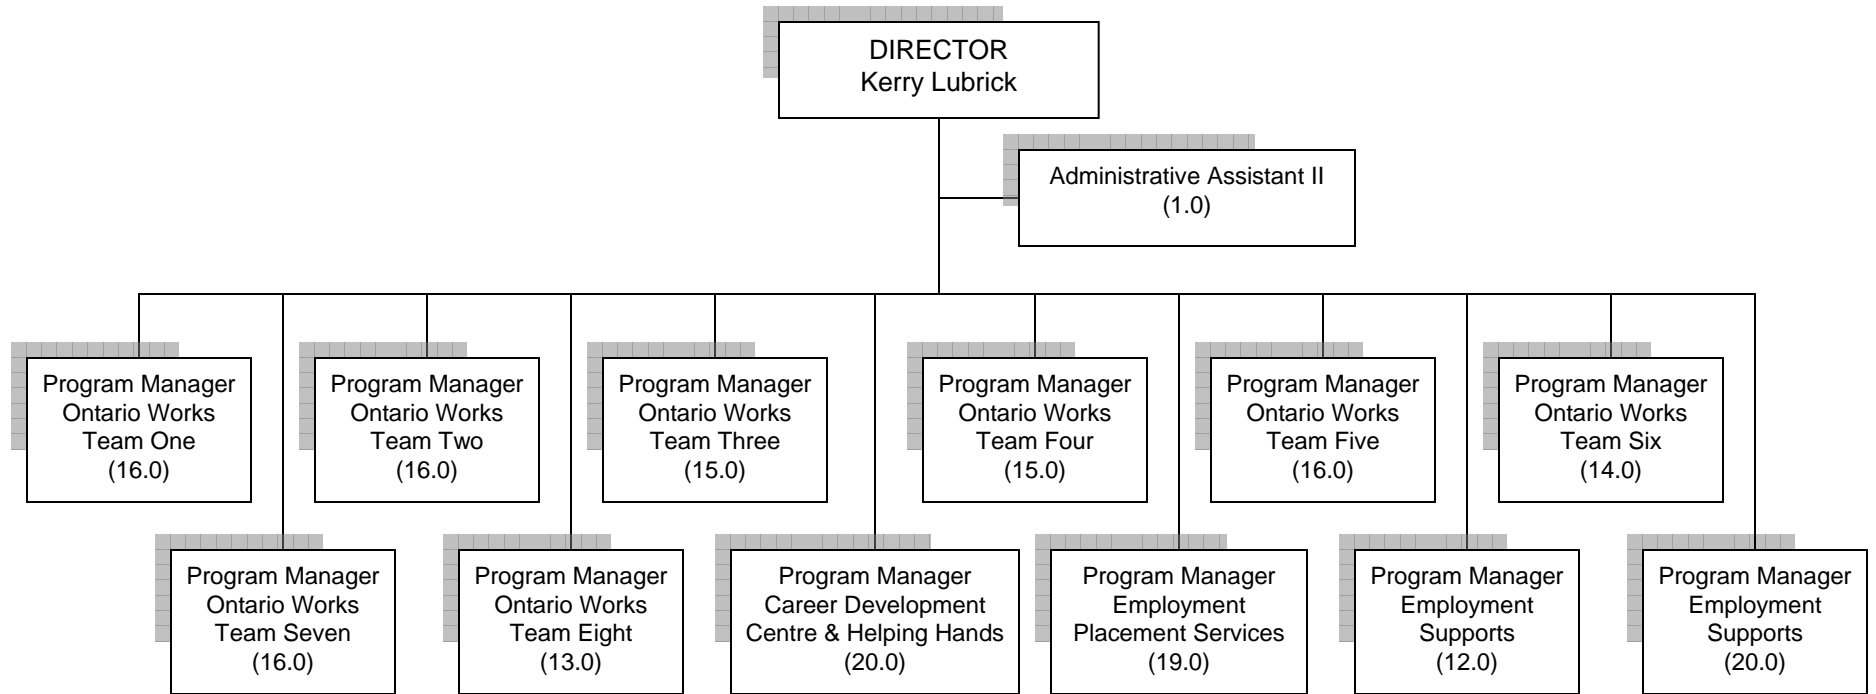 DIRECTOR
Kerry Lubrick
Administrative Assistant II
(1.0)
Program Manager
Ontario Works
Team One
(16.0)
Program Manager
Ontario Works
Team Two
(16.0)
Program Manager
Ontario Works
Team Three
(15.0)
Program Manager
Ontario Works
Team Four
(15.0)
Program Manager
Ontario Works
Team Five
(16.0)
Program Manager
Ontario Works
Team Six
(14.0)
Program Manager
Ontario Works
Team Seven
(16.0)
Program Manager
Ontario Works
Team Eight
(13.0)
Program Manager
Career Development
Centre & Helping Hands
(20.0)
Program Manager
Employment
Placement Services
(19.0)
Program Manager
Employment
Supports
(12.0)
Program Manager
Employment
Supports
(20.0)